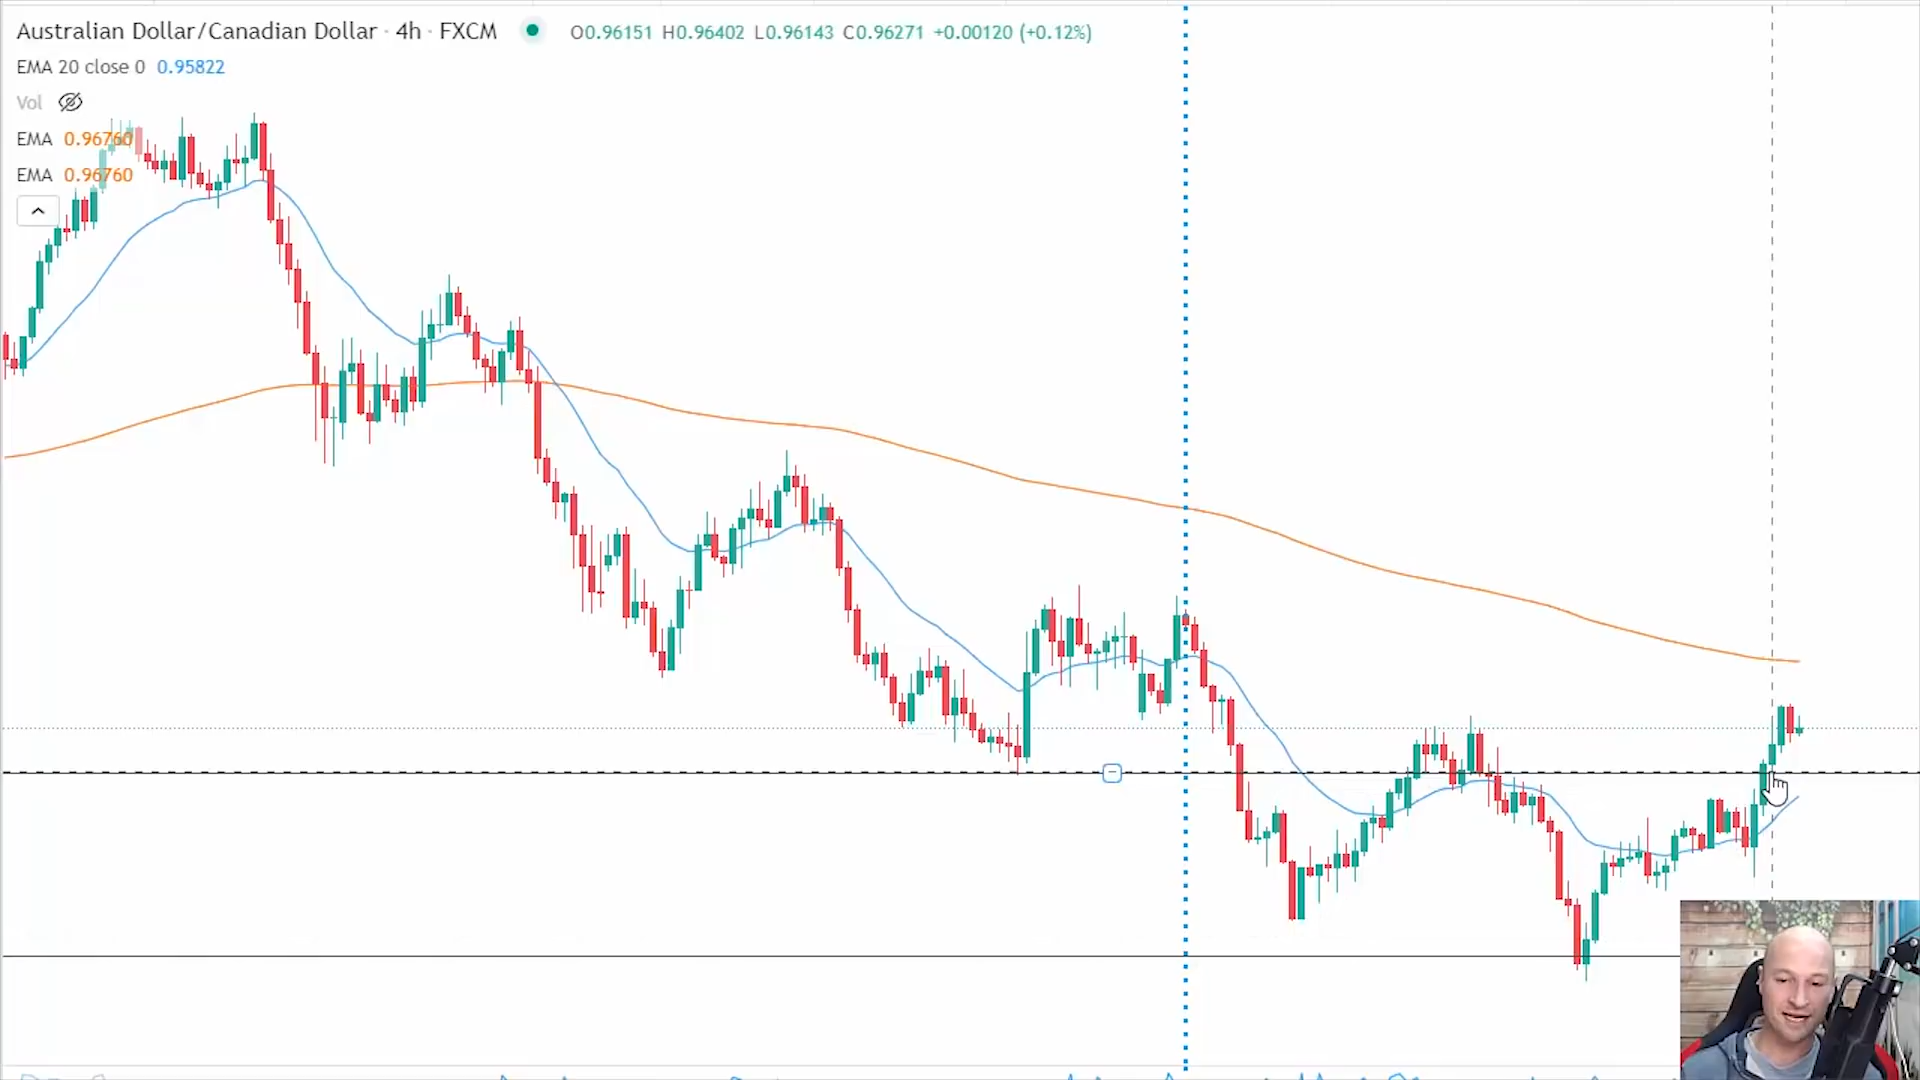 Australian Dollar/Canadian Dollar · 4h · FXCM O0.96151 H0.96402 L0.96143 C0.96271 +0.00120 (+0.12%)
EMA 20 close 0 0.95822
Vol
EMA 0.96760
EMA 0.96760